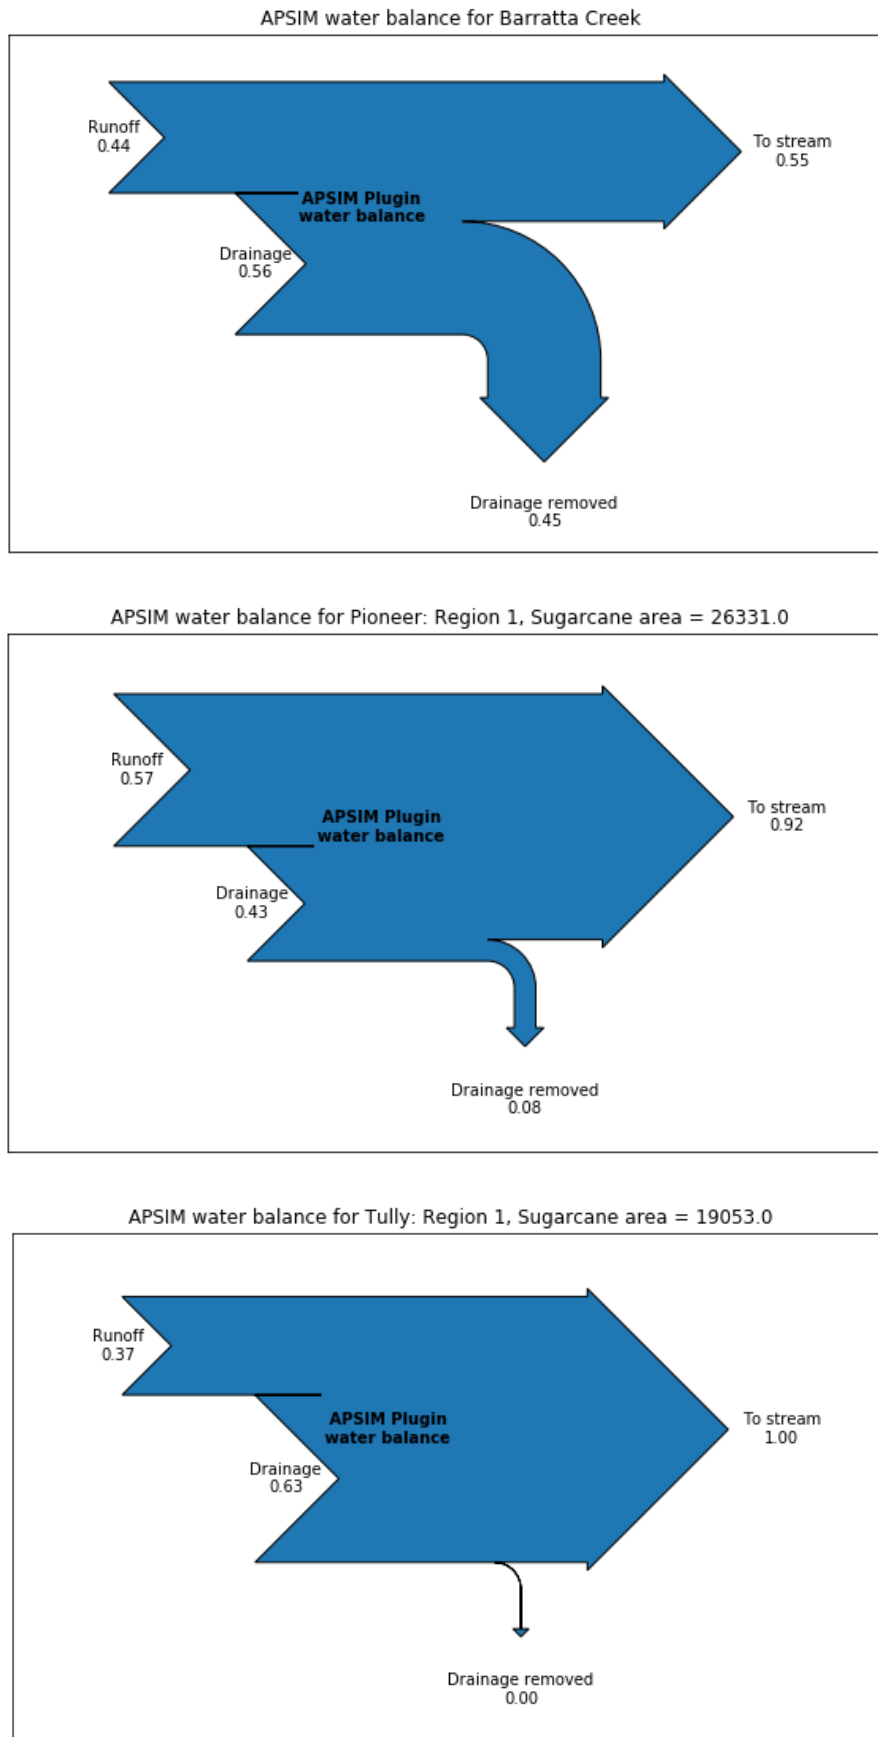 APSIM water balance for Barratta Creek
Runoff
0.44
To stream
0.55
APSIM Plugin
water balance
Drainage
0.56
Drainage removed
0.45
APSIM water balance for Pioneer: Region 1, Sugarcane area = 26331.0
Runoff
0.57
To stream
0.92
APSIM Plugin
water balance
Drainage
0.43
Drainage removed
0.08
APSIM water balance for Tully: Region 1, Sugarcane area = 19053.0
Runoff
0.37
To stream
1.00
APSIM Plugin
water balance
Drainage
0.63
Drainage removed
0.00